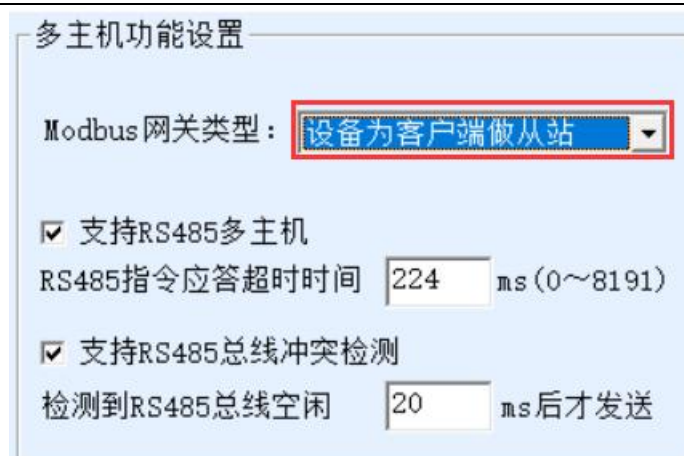 多主机功能设置
Modbus网关类型：设备为客户端做从站
支持RS485多主机
RS485指令应答超时时间 224 ms(0～8191)
支持RS485总线冲突检测
检测到RS485总线空闲 20 ms后才发送